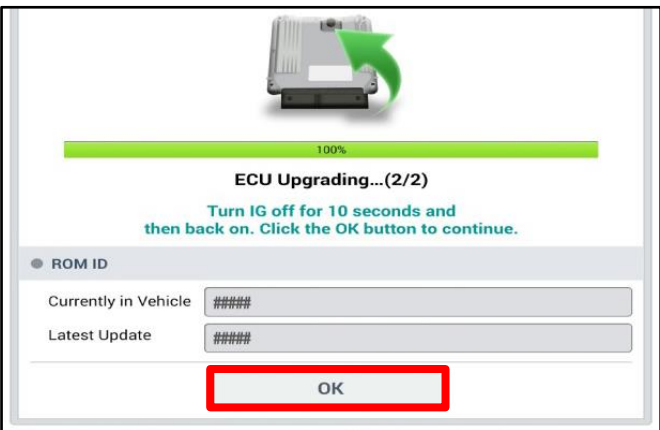 100%
ECU Upgrading...(2/2)
Turn IG off for 10 seconds and
then back on. Click the OK button to continue.
ROM ID
Currently in Vehicle #####
Latest Update #####
OK